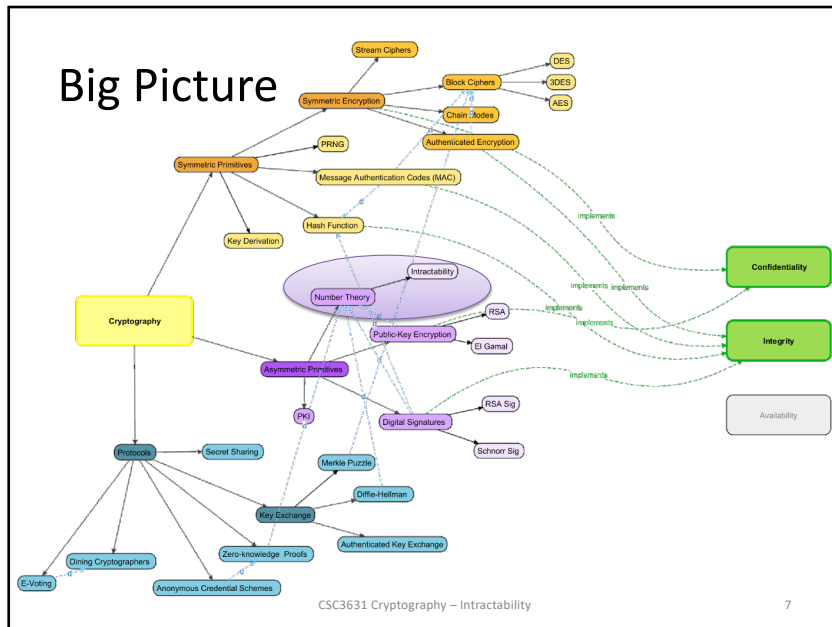 Big Picture
Stream Ciphers
DES
Block Ciphers
3DES
Symmetric Encryption
AES
Chain Modes
d
d
Authenticated Encryption
PRNG
Symmetric Primitives
Message Authentication Codes (MAC)
d
implements
Hash Function
Key Derivation
d
Intractability
Confidentiality
Number Theory
implements
implements
d
implements
RSA
Cryptography
d
implements
Public-Key Encryption
Integrity
El Gamal
Asymmetric Primitives
implements
d
d
d
RSA Sig
PKI
Digital Signatures
Availability
Schnorr Sig
Protocols
Secret Sharing
Merkle Puzzle
Diffie-Hellman
Key Exchange
Authenticated Key Exchange
Zero-knowledge Proofs
Dining Cryptographers
d
d
E-Voting
Anonymous Credential Schemes
CSC3631 Cryptography – Intractability
7